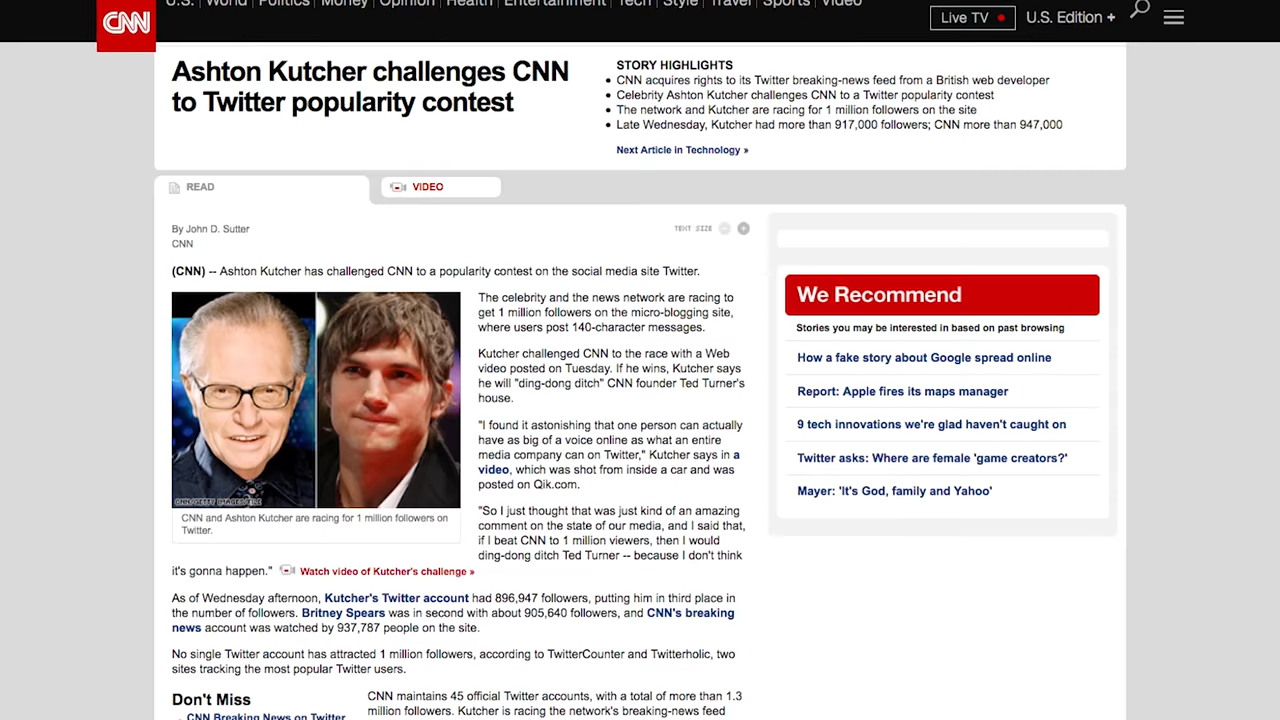 CNN
U.S. World Politics Money Opinion Health Entertainment Tech Style Travel Sports Video
Live TV
U.S. Edition +
Ashton Kutcher challenges CNN
to Twitter popularity contest
STORY HIGHLIGHTS
• CNN acquires rights to its Twitter breaking-news feed from a British web developer
• Celebrity Ashton Kutcher challenges CNN to a Twitter popularity contest
• The network and Kutcher are racing for 1 million followers on the site
• Late Wednesday, Kutcher had more than 917,000 followers; CNN more than 947,000
Next Article in Technology »
READ
VIDEO
By John D. Sutter
CNN
TEXT SIZE
(CNN) -- Ashton Kutcher has challenged CNN to a popularity contest on the social media site Twitter.
CNN/GETTY IMAGES/FILE
CNN and Ashton Kutcher are racing for 1 million followers on
Twitter.
The celebrity and the news network are racing to
get 1 million followers on the micro-blogging site,
where users post 140-character messages.
Kutcher challenged CNN to the race with a Web
video posted on Tuesday. If he wins, Kutcher says
he will "ding-dong ditch" CNN founder Ted Turner's
house.
"I found it astonishing that one person can actually
have as big of a voice online as what an entire
media company can on Twitter," Kutcher says in a
video, which was shot from inside a car and was
posted on Qik.com.
"So I just thought that was just kind of an amazing
comment on the state of our media, and I said that,
if I beat CNN to 1 million viewers, then I would
ding-dong ditch Ted Turner -- because I don't think
it's gonna happen." Watch video of Kutcher's challenge »
As of Wednesday afternoon, Kutcher's Twitter account had 896,947 followers, putting him in third place in
the number of followers. Britney Spears was in second with about 905,640 followers, and CNN's breaking
news account was watched by 937,787 people on the site.
No single Twitter account has attracted 1 million followers, according to TwitterCounter and Twitterholic, two
sites tracking the most popular Twitter users.
Don't Miss
CNN Breaking News on Twitter
CNN maintains 45 official Twitter accounts, with a total of more than 1.3
million followers. Kutcher is racing the network's breaking-news feed
We Recommend
Stories you may be interested in based on past browsing
How a fake story about Google spread online
Report: Apple fires its maps manager
9 tech innovations we're glad haven't caught on
Twitter asks: Where are female 'game creators?'
Mayer: 'It's God, family and Yahoo'